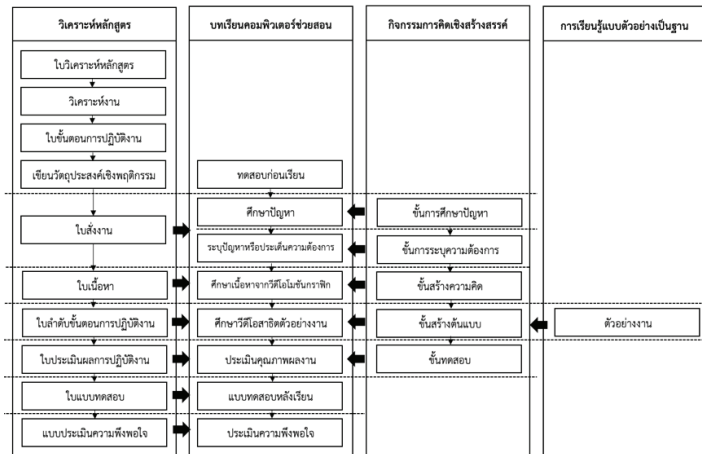 วิเคราะห์หลักสูตร
ใบวิเคราะห์หลักสูตร
วิเคราะห์งาน
ใบขั้นตอนการปฏิบัติงาน
เขียนวัตถุประสงค์เชิงพฤติกรรม
ใบสั่งงาน
ใบเนื้อหา
ใบลำดับขั้นตอนการปฏิบัติงาน
ใบประเมินผลการปฏิบัติงาน
ใบแบบทดสอบ
แบบประเมินความพึงพอใจ
บทเรียนคอมพิวเตอร์ช่วยสอน
ทดสอบก่อนเรียน
ศึกษาปัญหา
ระบุปัญหาหรือประเด็นความต้องการ
ศึกษาเนื้อหาจากวีดีโอโมชันกราฟิก
ศึกษาวีดีโอสาธิตตัวอย่างงาน
ประเมินคุณภาพผลงาน
แบบทดสอบหลังเรียน
ประเมินความพึงพอใจ
กิจกรรมการคิดเชิงสร้างสรรค์
ขั้นการศึกษาปัญหา
ขั้นการระบุความต้องการ
ขั้นสร้างความคิด
ขั้นสร้างต้นแบบ
ขั้นทดสอบ
การเรียนรู้แบบตัวอย่างเป็นฐาน
ตัวอย่างงาน